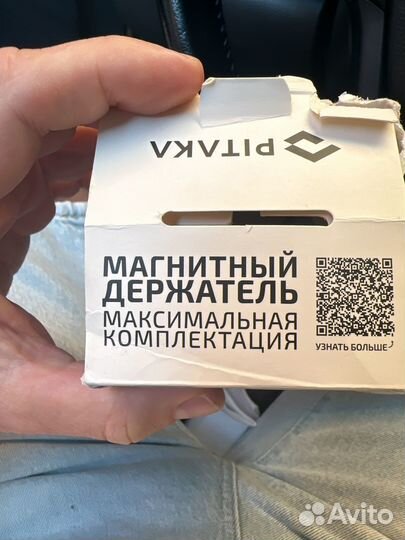 PITAKA
МАГНИТНЫЙ
ДЕРЖАТЕЛЬ
МАКСИМАЛЬНАЯ
КОМПЛЕКТАЦИЯ
УЗНАТЬ БОЛЬШЕ
Avito